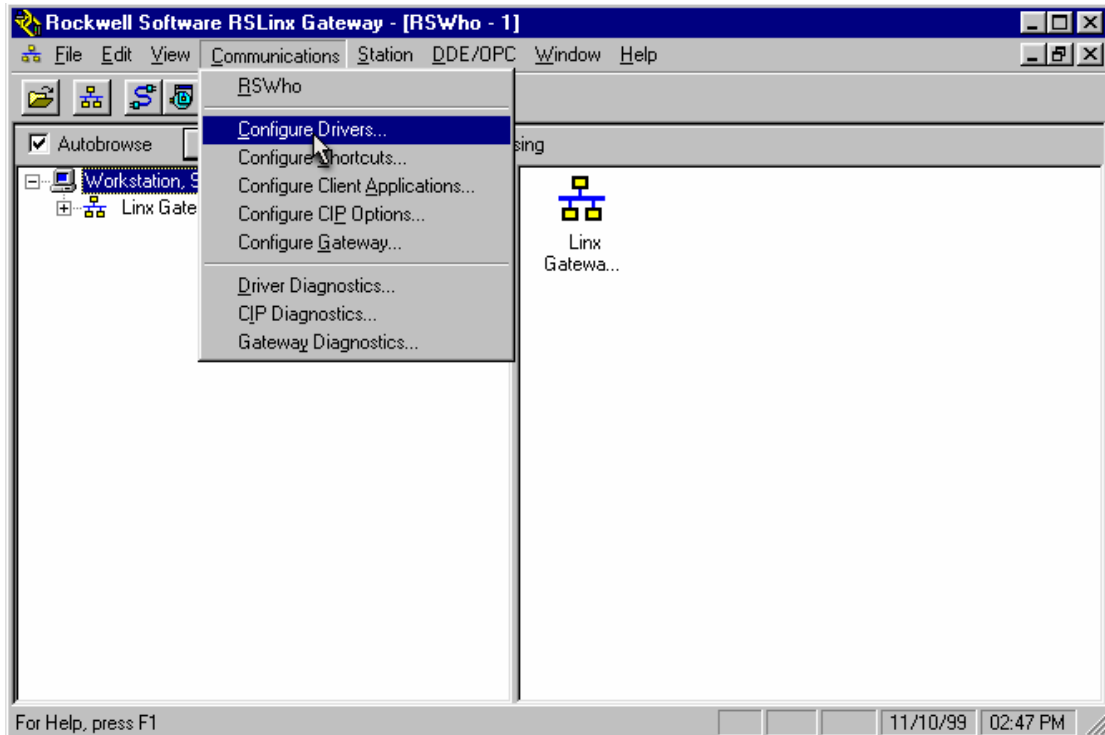 Rockwell Software RSLinx Gateway - [RSWho - 1]
File Edit View Communications Station DDE/OPC Window Help
RSWho
Configure Drivers...
Configure Shortcuts...
Configure Client Applications...
Configure CIP Options...
Configure Gateway...
Driver Diagnostics...
CIP Diagnostics...
Gateway Diagnostics...
Autobrowse
sing
Workstation, S
Linx Gate
Linx
Gatewa...
For Help, press F1
11/10/99 02:47 PM